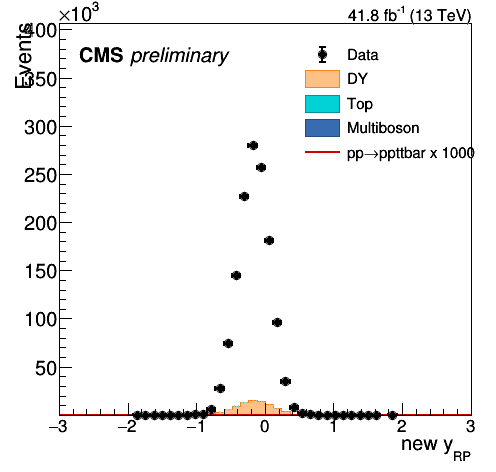 ×10³
41.8 fb⁻¹ (13 TeV)
Events
CMS preliminary
Data
DY
Top
Multiboson
pp→ppttbar x 1000
400
350
300
250
200
150
100
50
−3 −2 −1 0 1 2 3
new y_RP